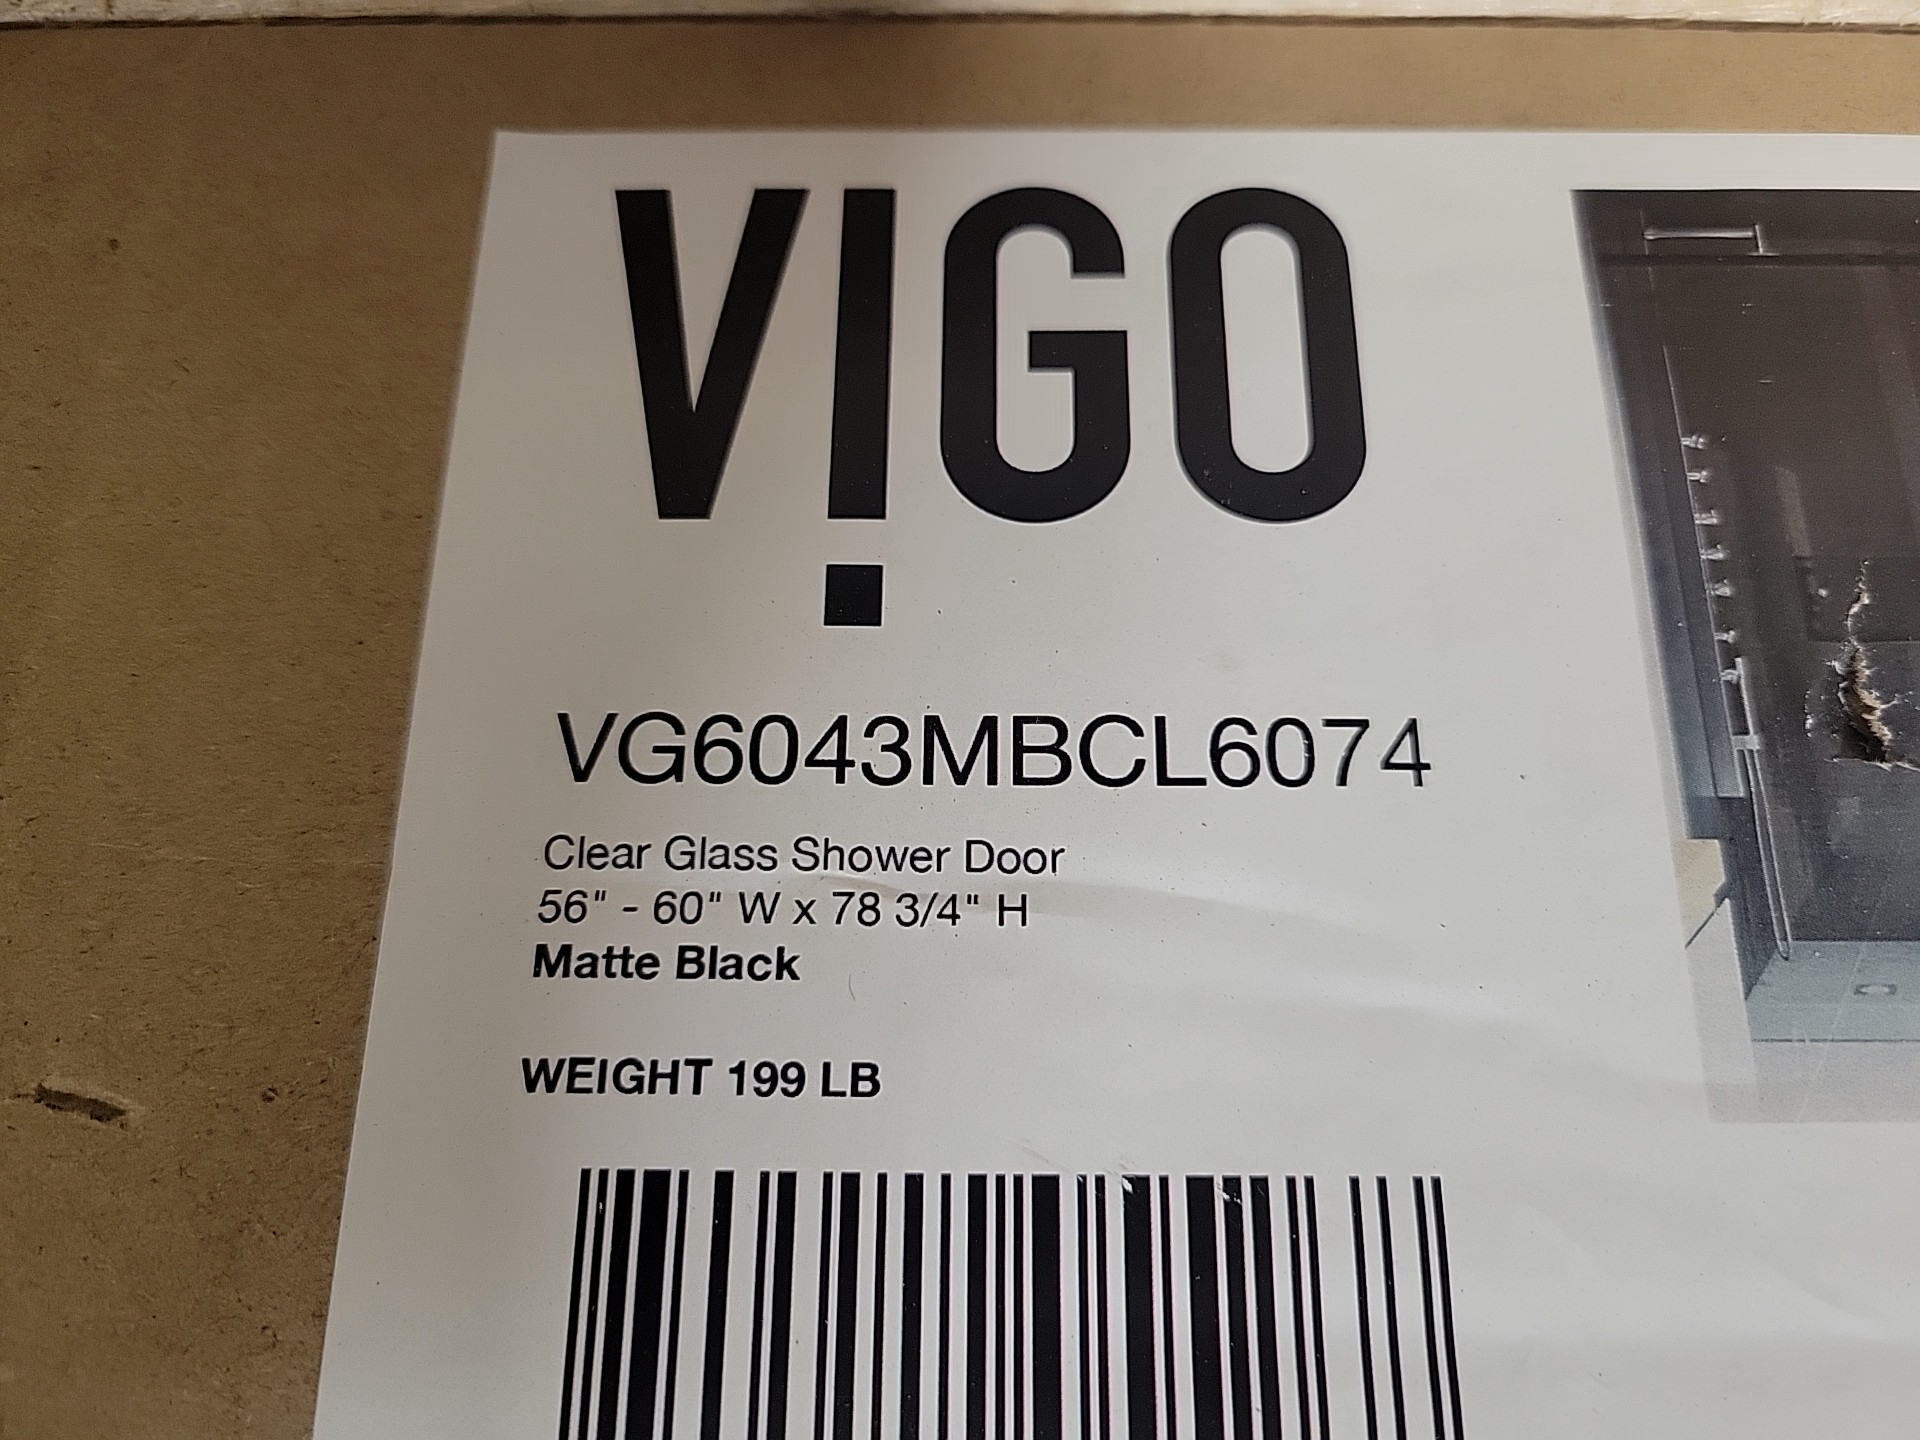 VIGO
VG6043MBCL6074
Clear Glass Shower Door
56" - 60" W x 78 3/4" H
Matte Black
WEIGHT 199 LB